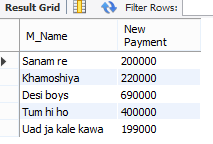 Result Grid Filter Rows:
M_Name New Payment
Sanam re 200000
Khamoshiya 220000
Desi boys 690000
Tum hi ho 400000
Uad ja kale kawa 199000